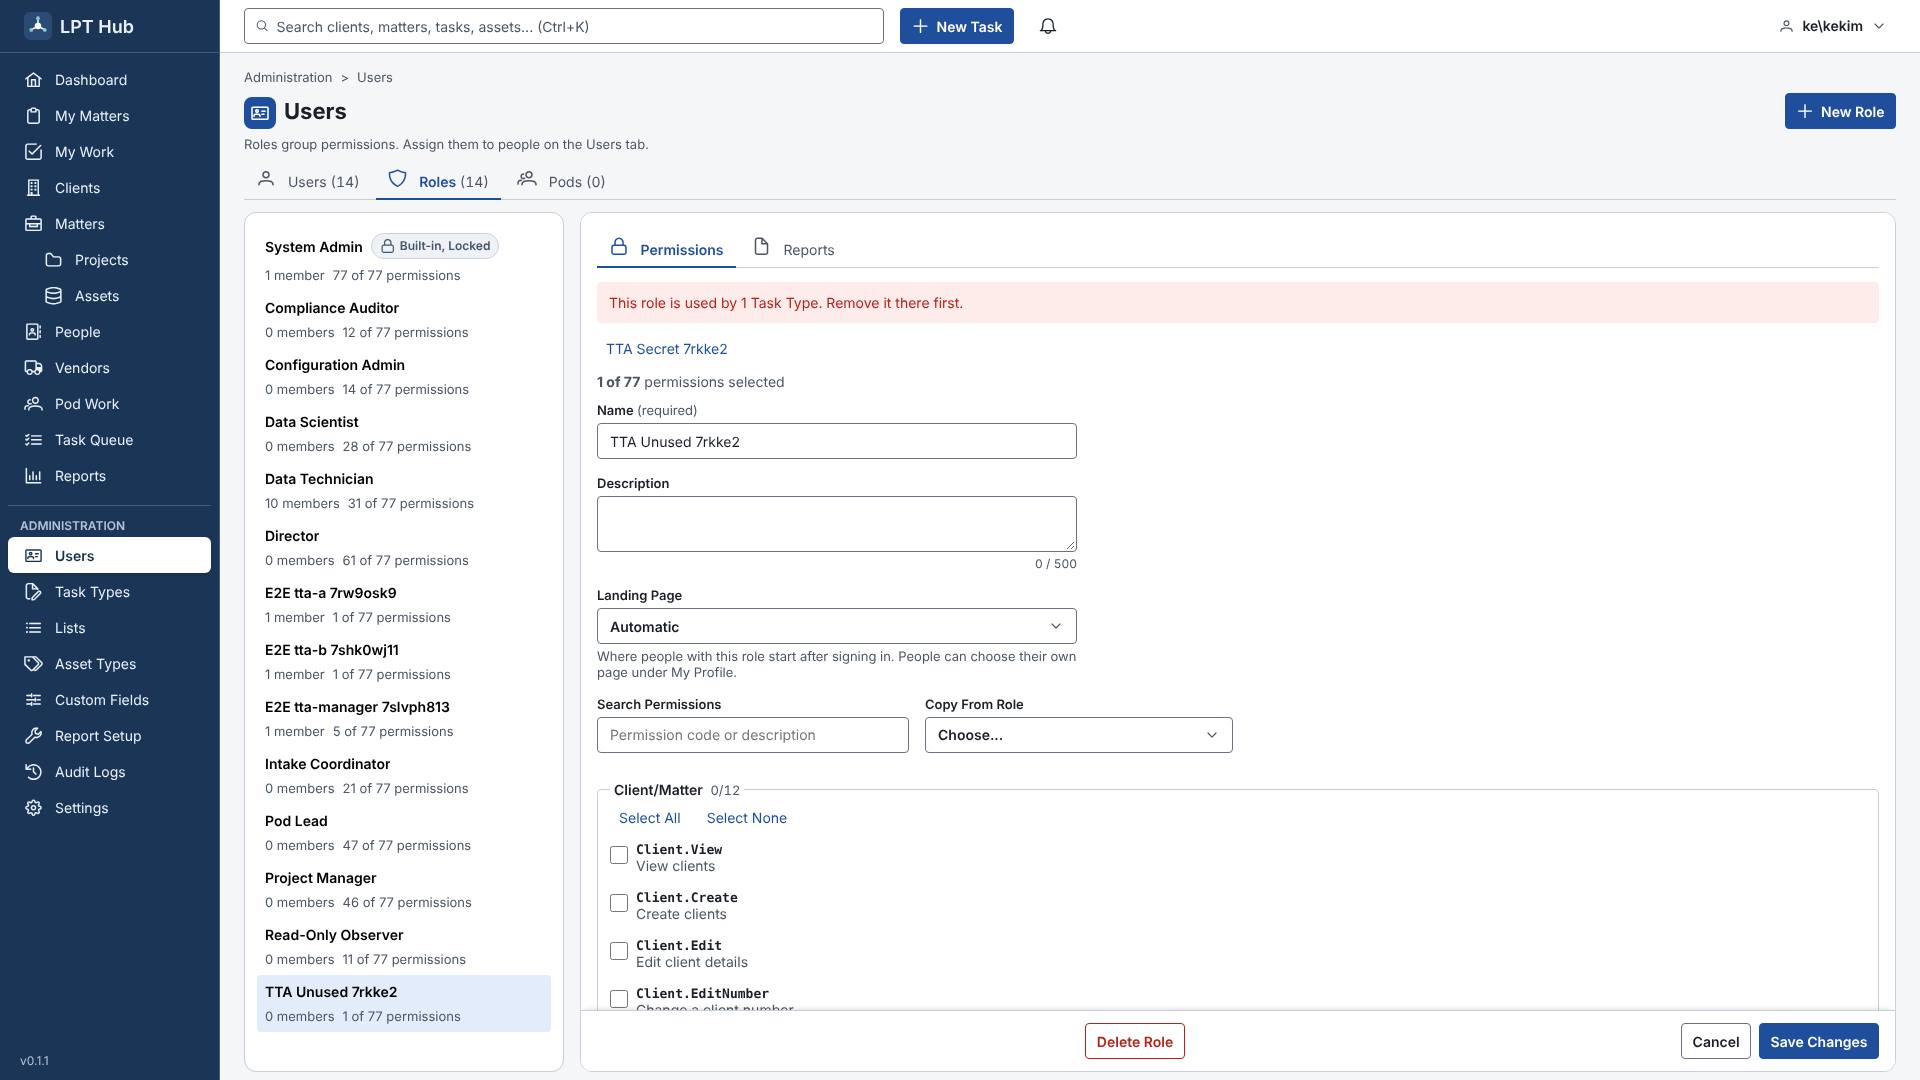 LPT Hub
Search clients, matters, tasks, assets... (Ctrl+K)
New Task
ke\kekim
Dashboard
My Matters
My Work
Clients
Matters
Projects
Assets
People
Vendors
Pod Work
Task Queue
Reports
ADMINISTRATION
Users
Task Types
Lists
Asset Types
Custom Fields
Report Setup
Audit Logs
Settings
v0.1.1
Administration > Users
Users
New Role
Roles group permissions. Assign them to people on the Users tab.
Users (14)
Roles (14)
Pods (0)
System Admin
Built-in, Locked
1 member 77 of 77 permissions
Compliance Auditor
0 members 12 of 77 permissions
Configuration Admin
0 members 14 of 77 permissions
Data Scientist
0 members 28 of 77 permissions
Data Technician
10 members 31 of 77 permissions
Director
0 members 61 of 77 permissions
E2E tta-a 7rw9osk9
1 member 1 of 77 permissions
E2E tta-b 7shk0wj11
1 member 1 of 77 permissions
E2E tta-manager 7slvph813
1 member 5 of 77 permissions
Intake Coordinator
0 members 21 of 77 permissions
Pod Lead
0 members 47 of 77 permissions
Project Manager
0 members 46 of 77 permissions
Read-Only Observer
0 members 11 of 77 permissions
TTA Unused 7rkke2
0 members 1 of 77 permissions
Permissions
Reports
This role is used by 1 Task Type. Remove it there first.
TTA Secret 7rkke2
1 of 77 permissions selected
Name (required)
TTA Unused 7rkke2
Description
0 / 500
Landing Page
Automatic
Where people with this role start after signing in. People can choose their own
page under My Profile.
Search Permissions
Permission code or description
Copy From Role
Choose...
Client/Matter 0/12
Select All
Select None
Client.View
View clients
Client.Create
Create clients
Client.Edit
Edit client details
Client.EditNumber
Change a client number
Delete Role
Cancel
Save Changes